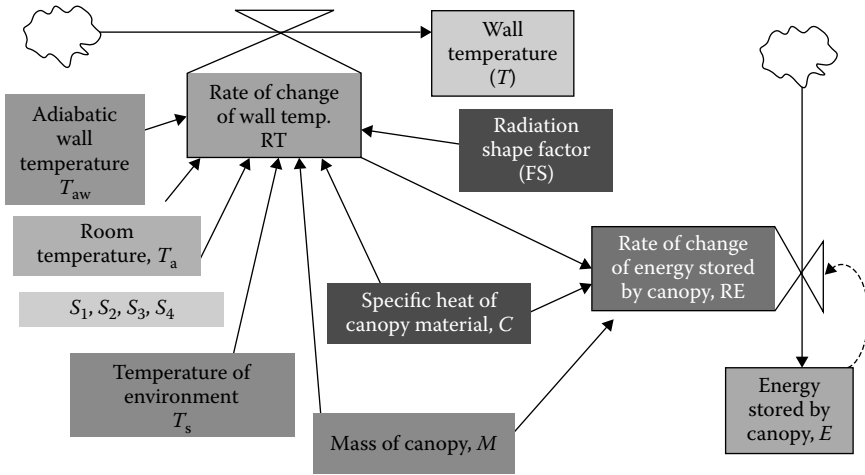 Wall
temperature
(T)
Rate of change
of wall temp.
RT
Adiabatic
wall
temperature
Taw
Radiation
shape factor
(FS)
Room
temperature, Ta
Rate of change
of energy stored
by canopy, RE
S1, S2, S3, S4
Specific heat of
canopy material, C
Temperature of
environment
Ts
Energy
stored by
canopy, E
Mass of canopy, M